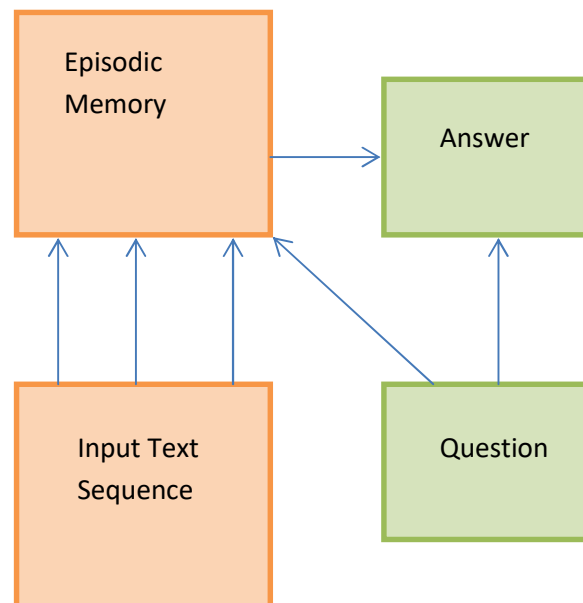 Episodic
Memory
Answer
Input Text
Sequence
Question